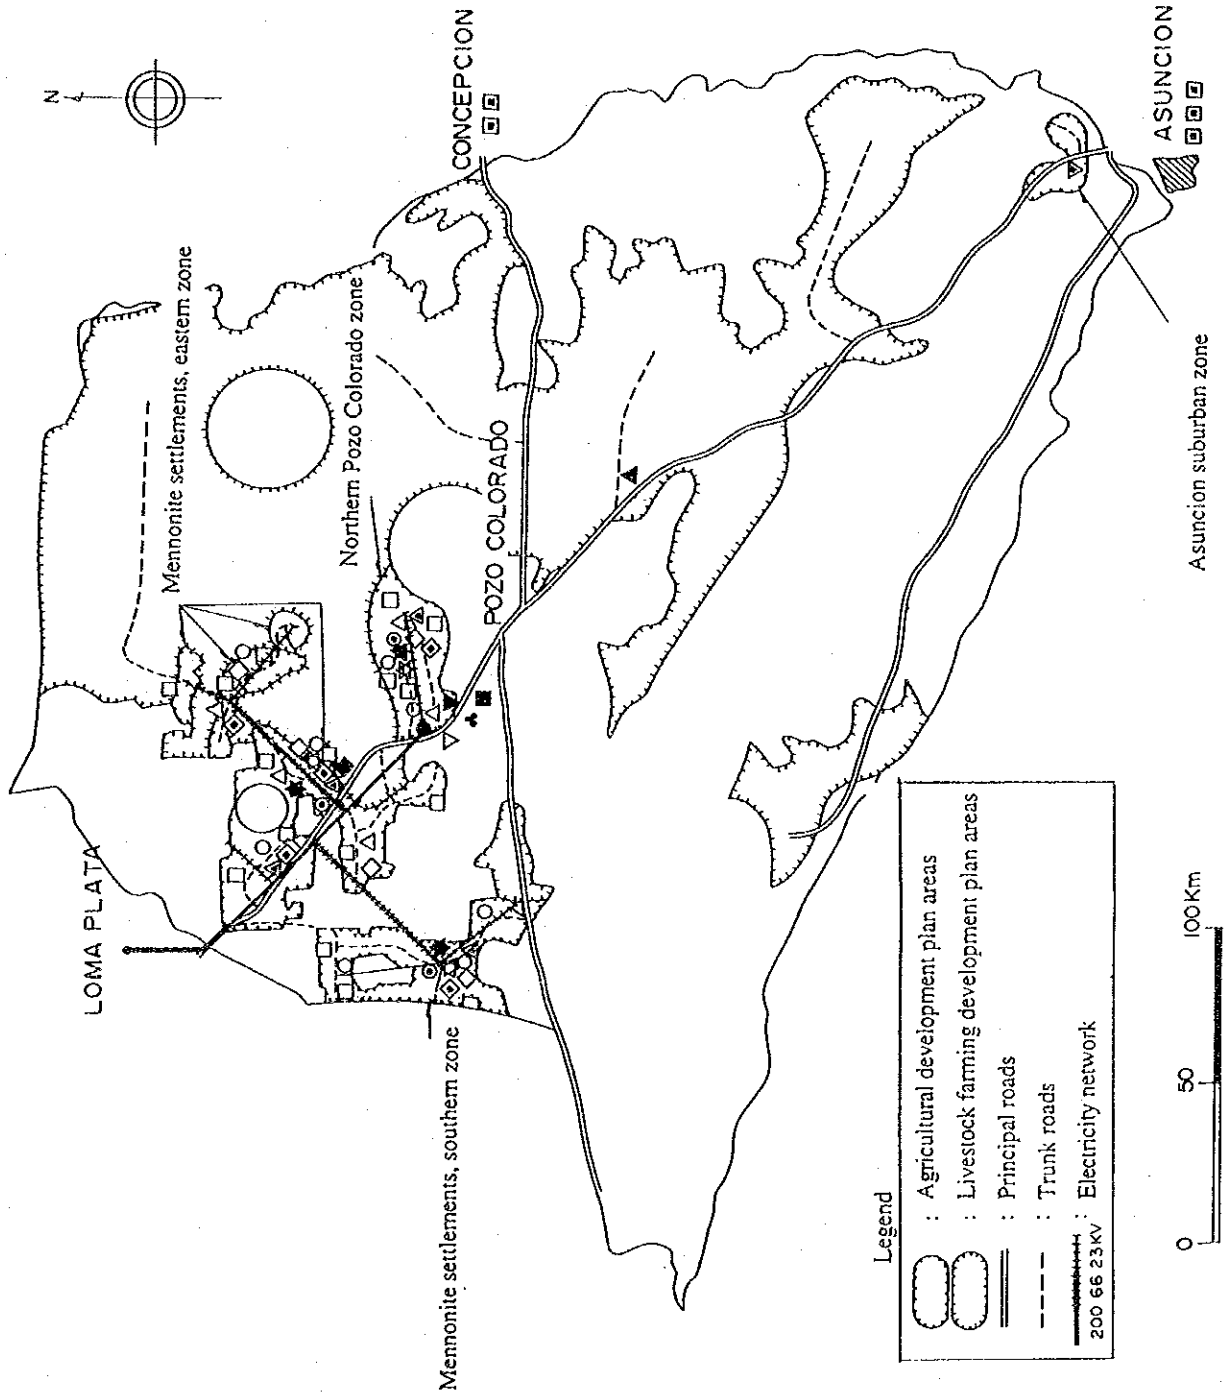 N
CONCEPCION
ASUNCION
Mennonite settlements, eastern zone
Northern Pozo Colorado zone
POZO COLORADO
LOMA PLATA
Asuncion suburban zone
Mennonite settlements, southern zone
Legend
: Agricultural development plan areas
: Livestock farming development plan areas
: Principal roads
: Trunk roads
: Electricity network
200 66 23KV
0 50 100Km